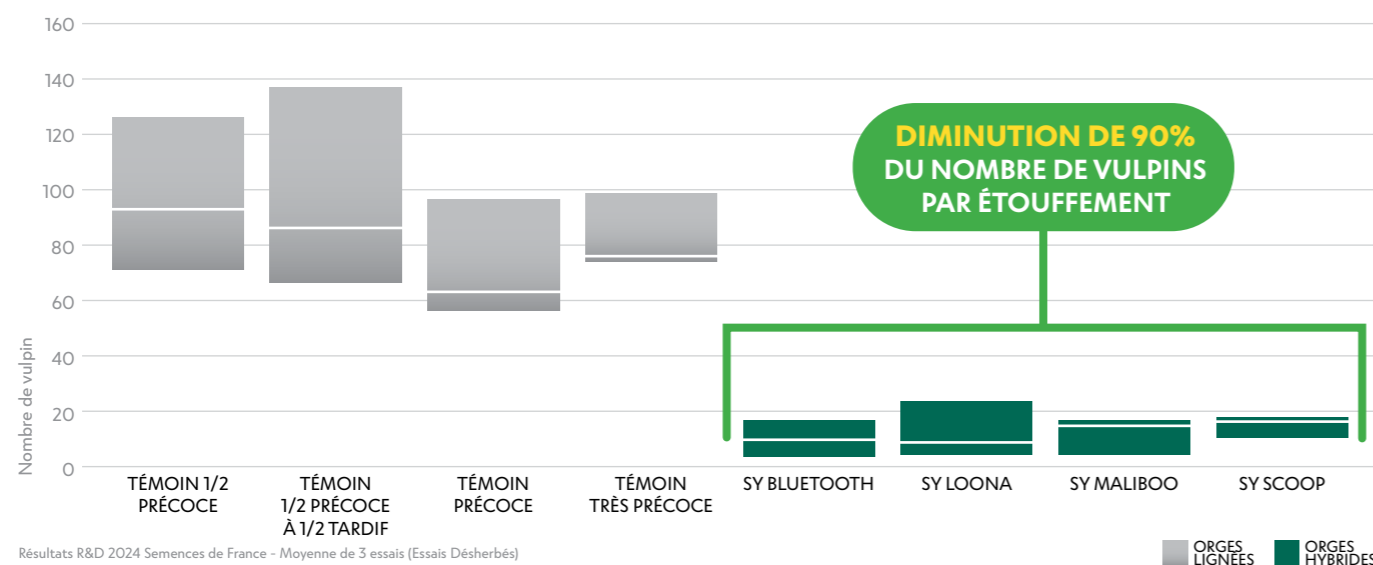 160
140
120
100
80
60
40
20
0
Nombre de vulpin
DIMINUTION DE 90%
DU NOMBRE DE VULPINS
PAR ÉTOUFFEMENT
TÉMOIN 1/2
PRÉCOCE
TÉMOIN
1/2 PRÉCOCE
À 1/2 TARDIF
TÉMOIN
PRÉCOCE
TÉMOIN
TRÈS PRÉCOCE
SY BLUETOOTH
SY LOONA
SY MALIBOO
SY SCOOP
Résultats R&D 2024 Semences de France - Moyenne de 3 essais (Essais Désherbés)
ORGES
LIGNÉES
ORGES
HYBRIDES